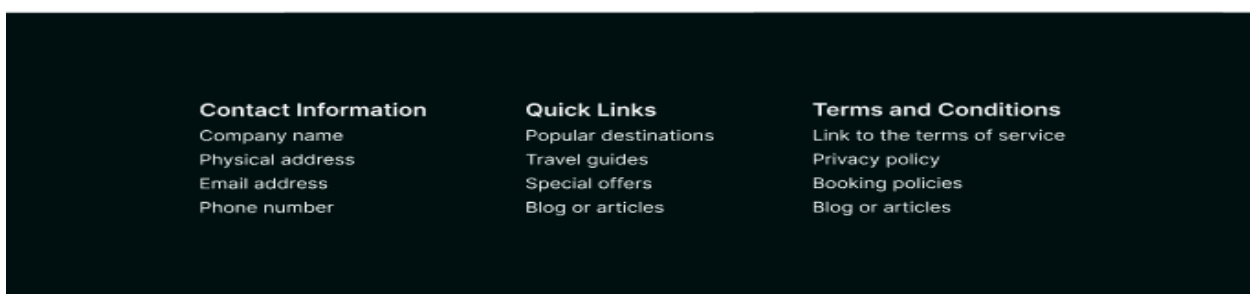 Contact Information
Company name
Physical address
Email address
Phone number
Quick Links
Popular destinations
Travel guides
Special offers
Blog or articles
Terms and Conditions
Link to the terms of service
Privacy policy
Booking policies
Blog or articles